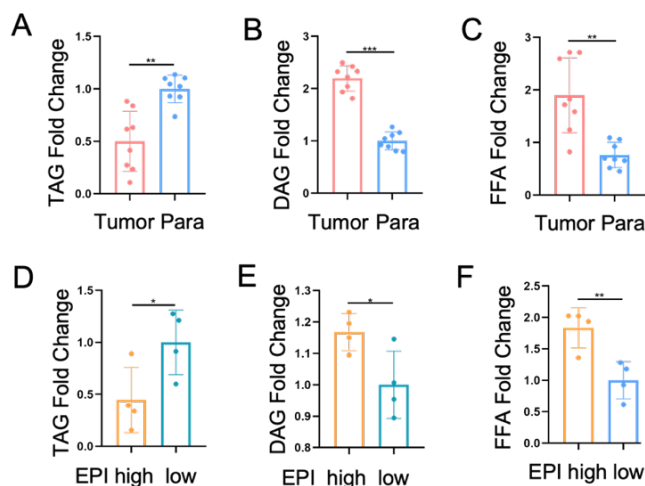 A
TAG Fold Change
1.5
1.0
0.5
0.0
**
Tumor Para
B
DAG Fold Change
3
2
1
0
***
Tumor Para
C
FFA Fold Change
3
2
1
0
**
Tumor Para
D
TAG Fold Change
1.5
1.0
0.5
0.0
*
EPI high low
E
DAG Fold Change
1.3
1.2
1.1
1.0
0.9
0.8
*
EPI high low
F
FFA Fold Change
2.5
2.0
1.5
1.0
0.5
0.0
**
EPI high low